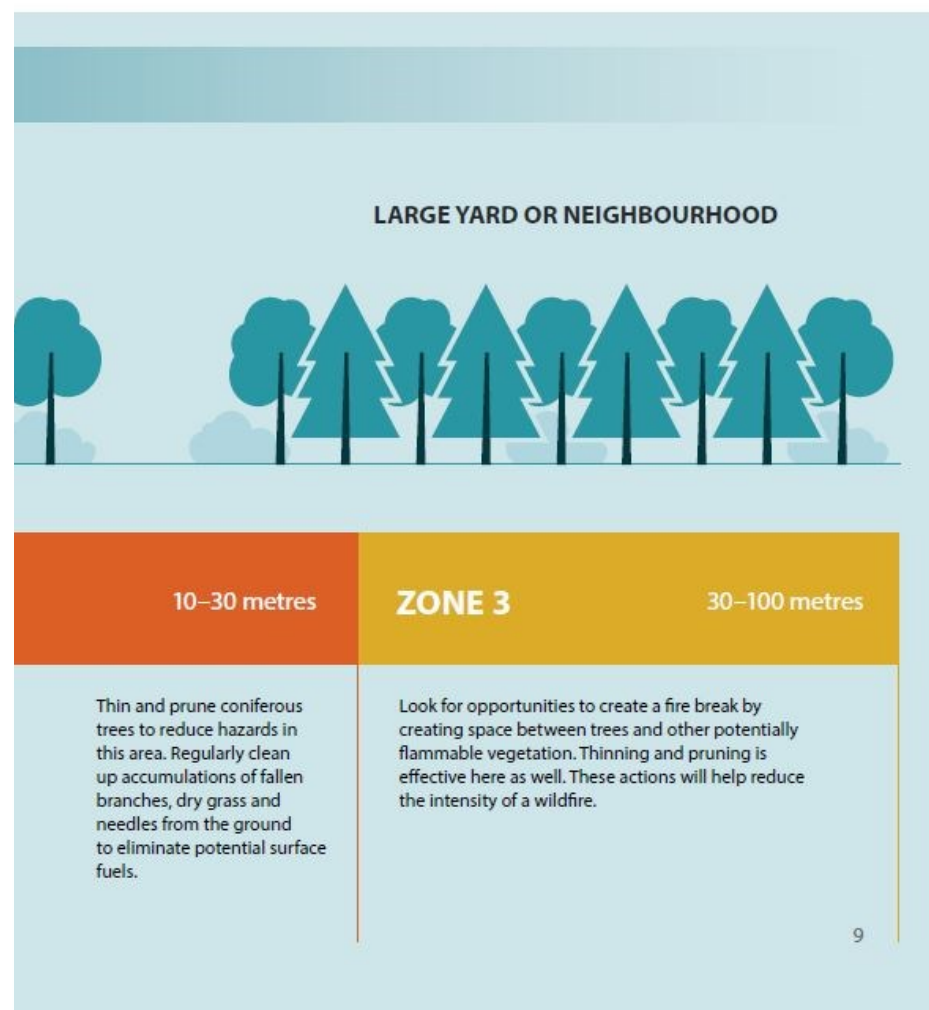 LARGE YARD OR NEIGHBOURHOOD
10–30 metres
ZONE 3
30–100 metres
Thin and prune coniferous
trees to reduce hazards in
this area. Regularly clean
up accumulations of fallen
branches, dry grass and
needles from the ground
to eliminate potential surface
fuels.
Look for opportunities to create a fire break by
creating space between trees and other potentially
flammable vegetation. Thinning and pruning is
effective here as well. These actions will help reduce
the intensity of a wildfire.
9